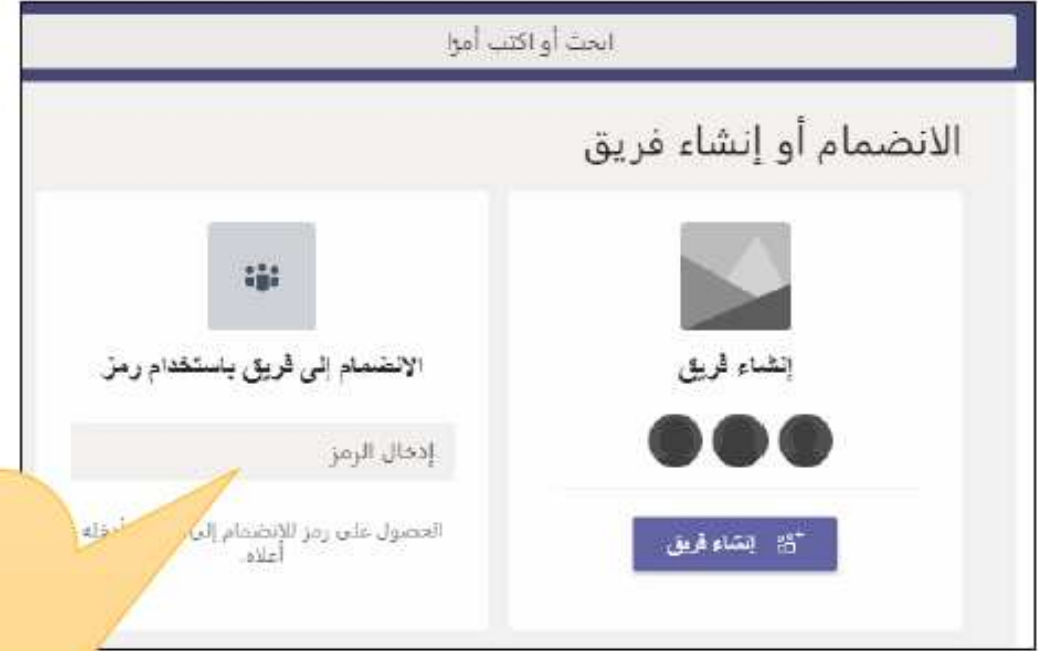 ابحث أو اكتب أمرًا
الانضمام أو إنشاء فريق
إنشاء فريق
إنشاء فريق
الانضمام إلى فريق باستخدام رمز
إدخال الرمز
الحصول على رمز للانضمام إلى أدخله
أعلاه.